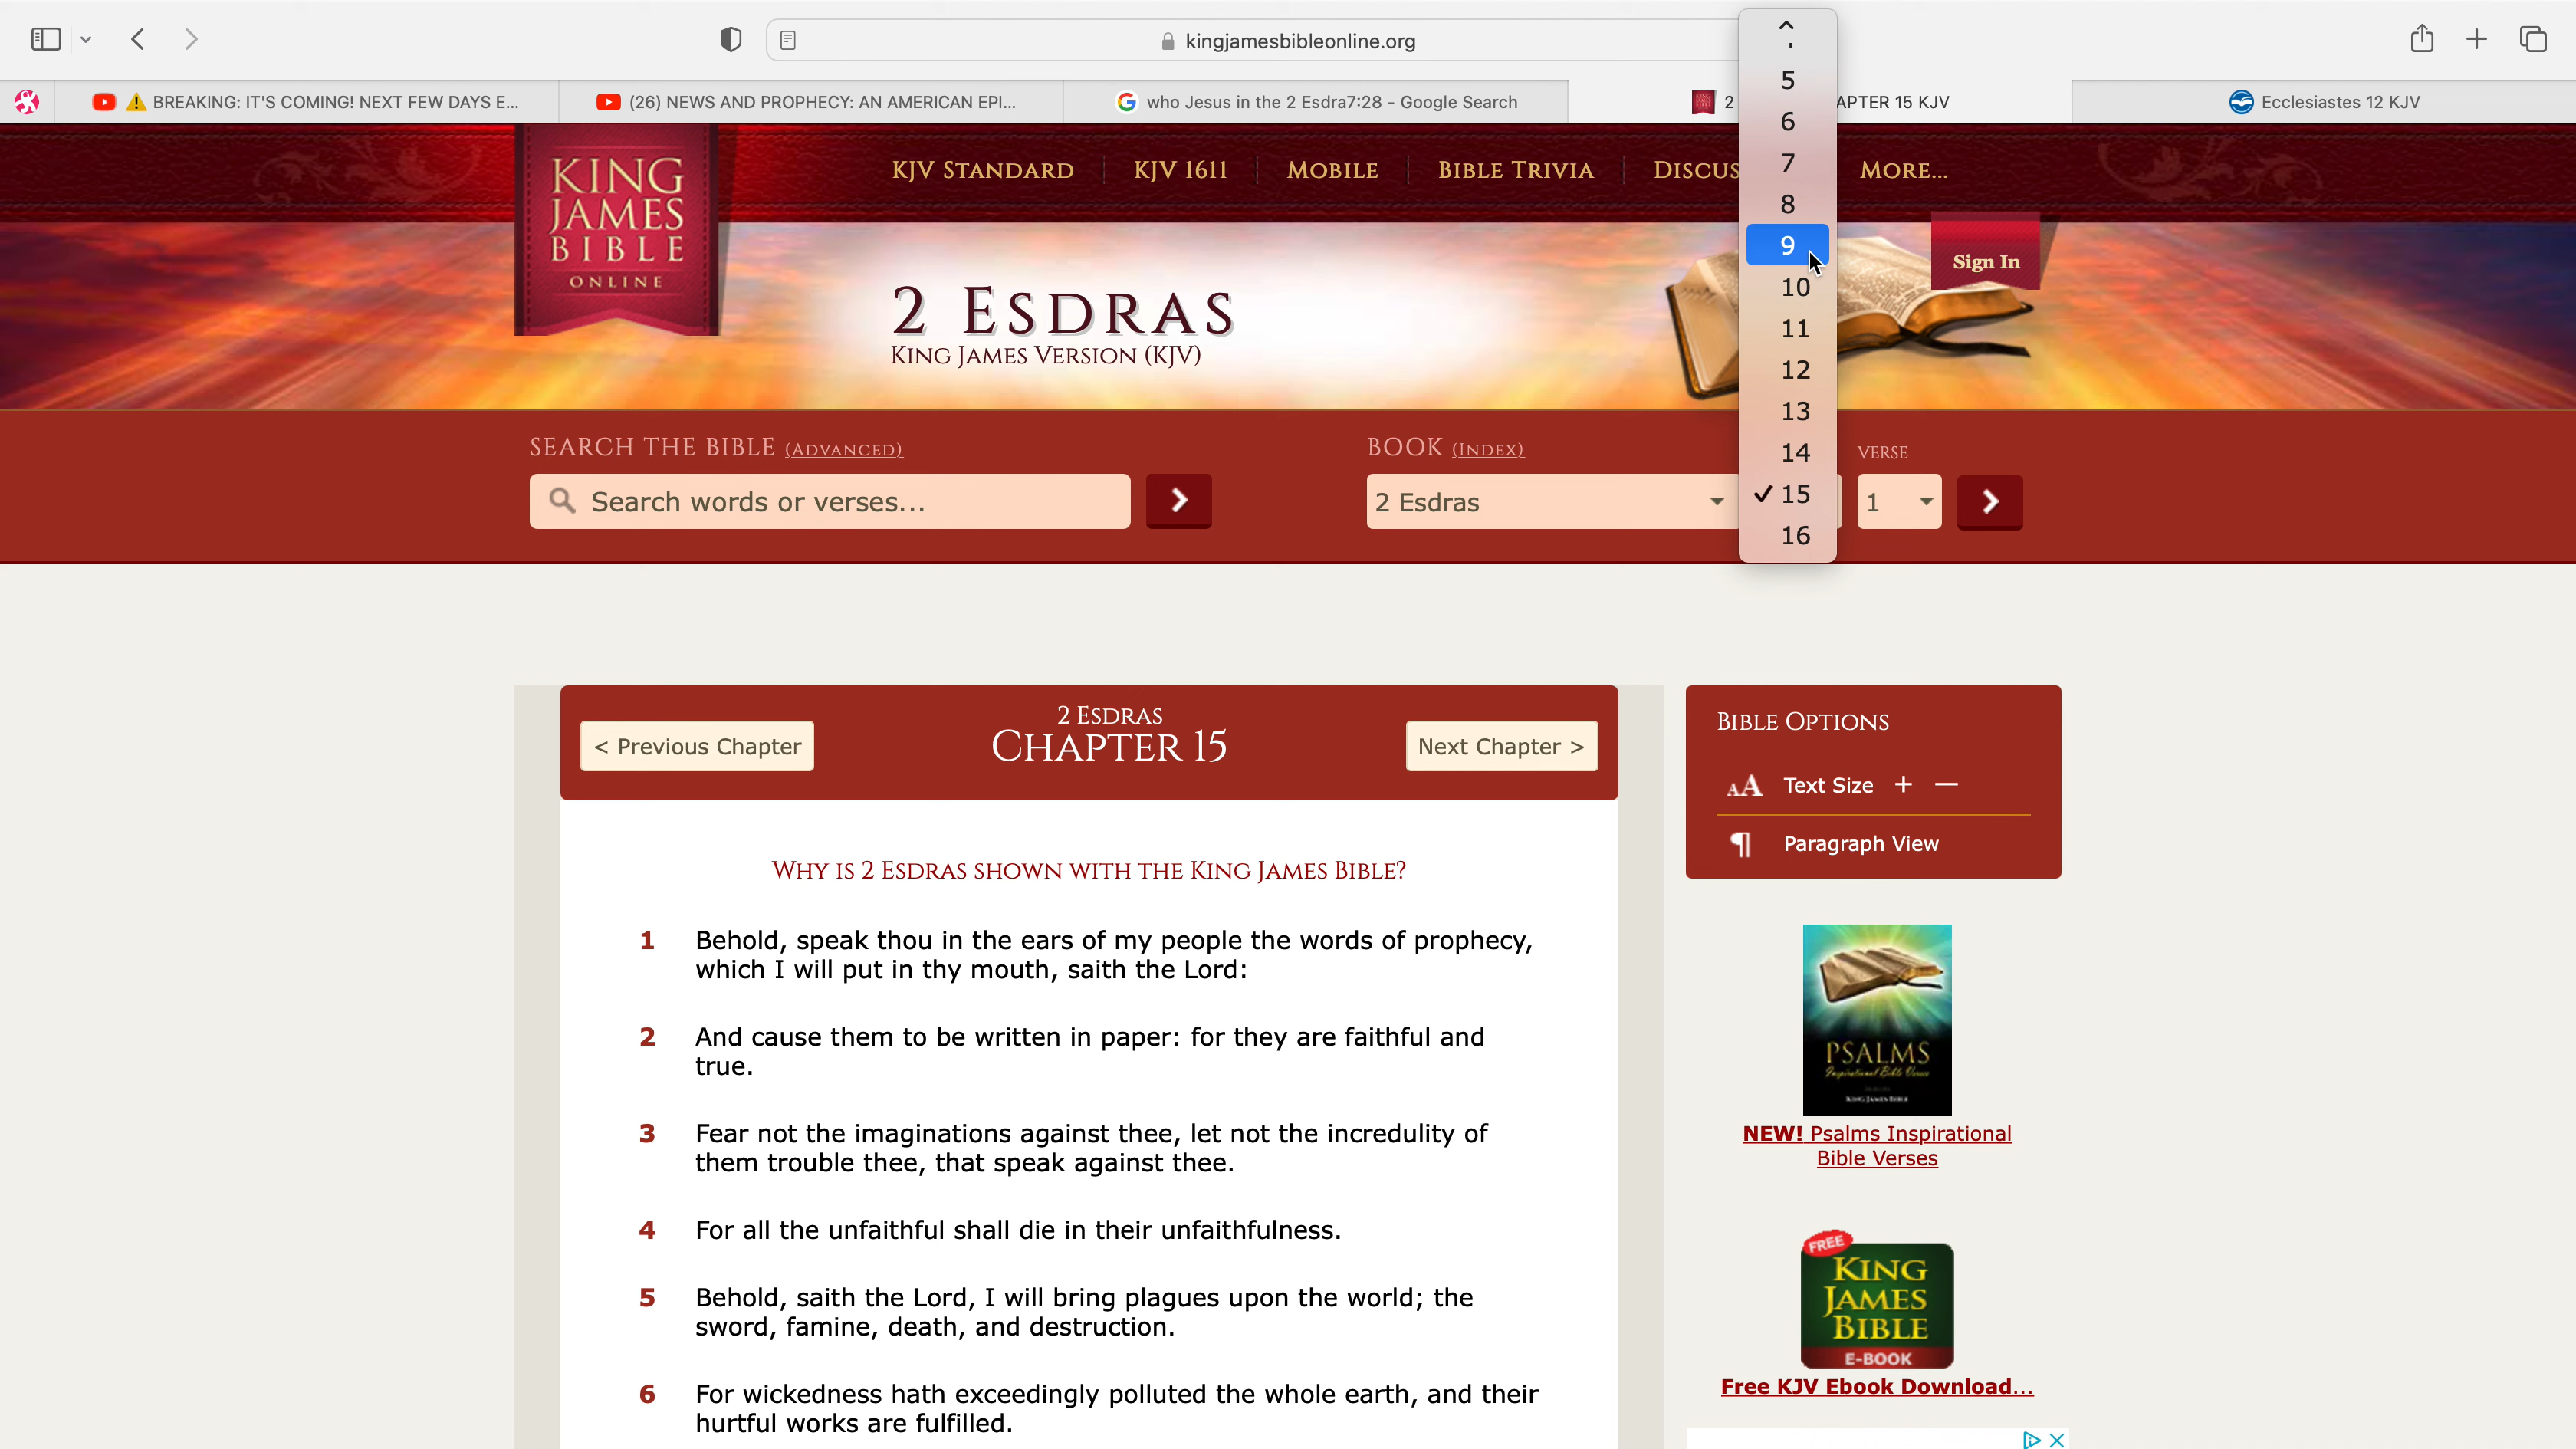 kingjamesbibleonline.org
BREAKING: IT'S COMING! NEXT FEW DAYS E...
(26) NEWS AND PROPHECY: AN AMERICAN EPI...
who Jesus in the 2 Esdra7:28 - Google Search
2
APTER 15 KJV
Ecclesiastes 12 KJV
KING
JAMES
BIBLE
ONLINE
KJV STANDARD
KJV 1611
MOBILE
BIBLE TRIVIA
DISCUS
MORE...
Sign In
2 ESDRAS
KING JAMES VERSION (KJV)
5
6
7
8
9
10
11
12
13
14
✓ 15
16
SEARCH THE BIBLE (ADVANCED)
Search words or verses...
BOOK (INDEX)
2 Esdras
VERSE
1
< Previous Chapter
2 ESDRAS
CHAPTER 15
Next Chapter >
WHY IS 2 ESDRAS SHOWN WITH THE KING JAMES BIBLE?
1 Behold, speak thou in the ears of my people the words of prophecy,
which I will put in thy mouth, saith the Lord:
2 And cause them to be written in paper: for they are faithful and
true.
3 Fear not the imaginations against thee, let not the incredulity of
them trouble thee, that speak against thee.
4 For all the unfaithful shall die in their unfaithfulness.
5 Behold, saith the Lord, I will bring plagues upon the world; the
sword, famine, death, and destruction.
6 For wickedness hath exceedingly polluted the whole earth, and their
hurtful works are fulfilled.
BIBLE OPTIONS
AA Text Size + —
¶ Paragraph View
PSALMS
Inspirational Bible Verses
KING JAMES BIBLE
NEW! Psalms Inspirational
Bible Verses
FREE
KING
JAMES
BIBLE
E-BOOK
Free KJV Ebook Download...